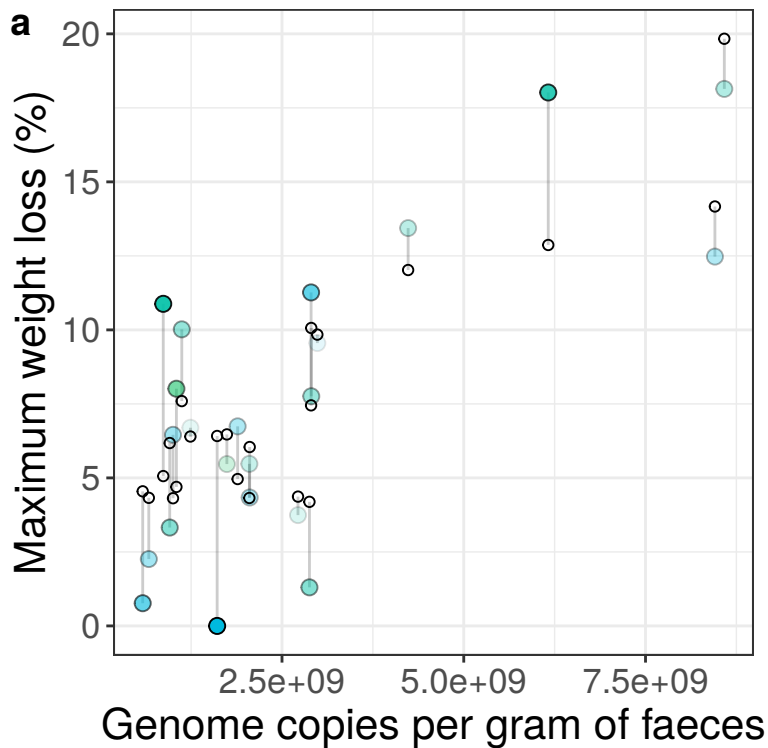 a
Maximum weight loss (%)
20
15
10
5
0
2.5e+09 5.0e+09 7.5e+09
Genome copies per gram of faeces